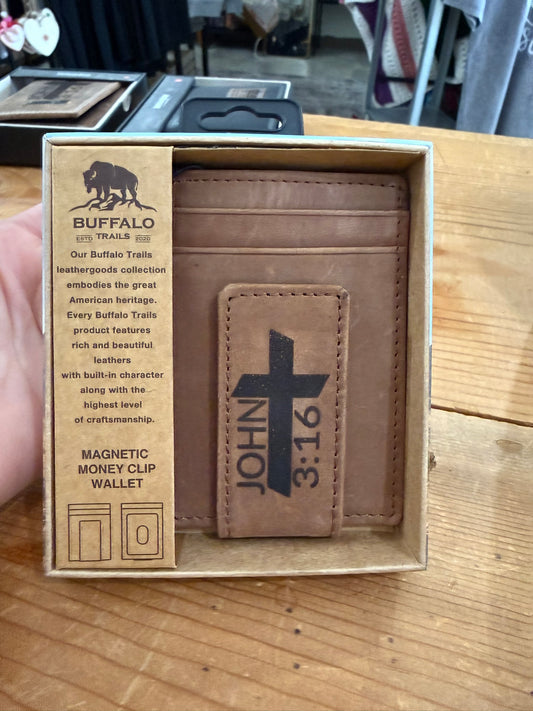 BUFFALO
ESTD TRAILS 2020
Our Buffalo Trails
leathergoods collection
embodies the great
American heritage.
Every Buffalo Trails
product features
rich and beautiful
leathers
with built-in character
along with the
highest level
of craftsmanship.
MAGNETIC
MONEY CLIP
WALLET
JOHN
3:16